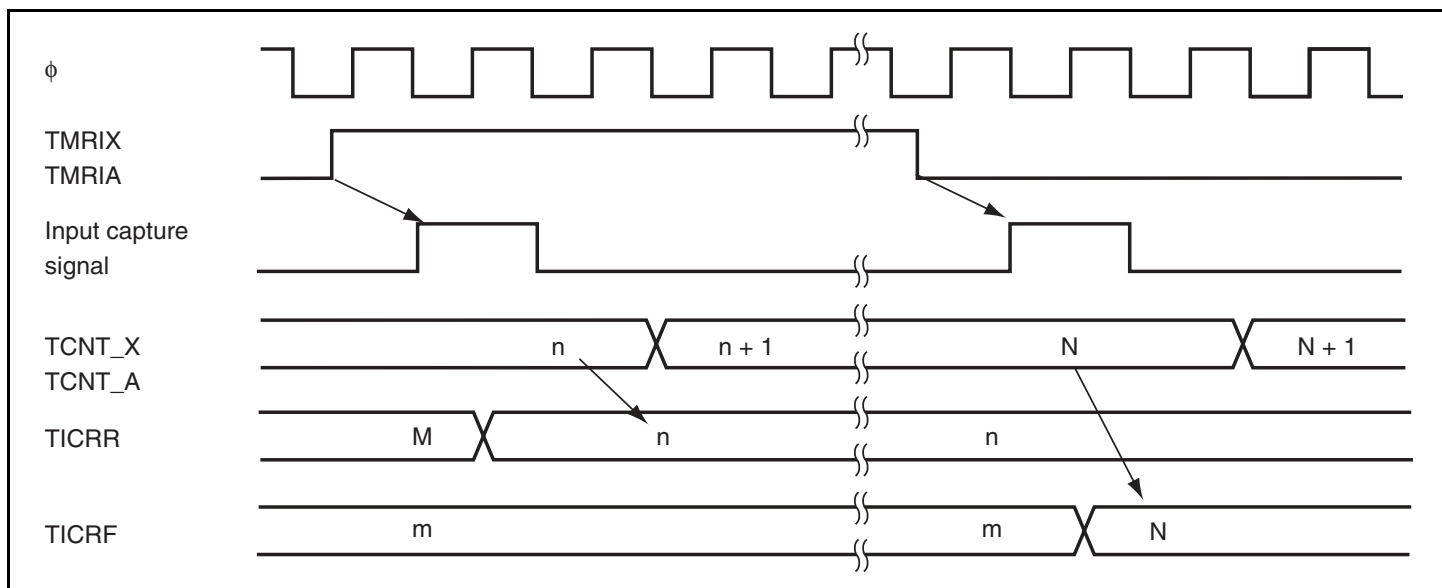 ϕ
TMRIX
TMRIA
Input capture
signal
TCNT_X
TCNT_A
n
n + 1
N
N + 1
TICRR
M
n
n
TICRF
m
m
N